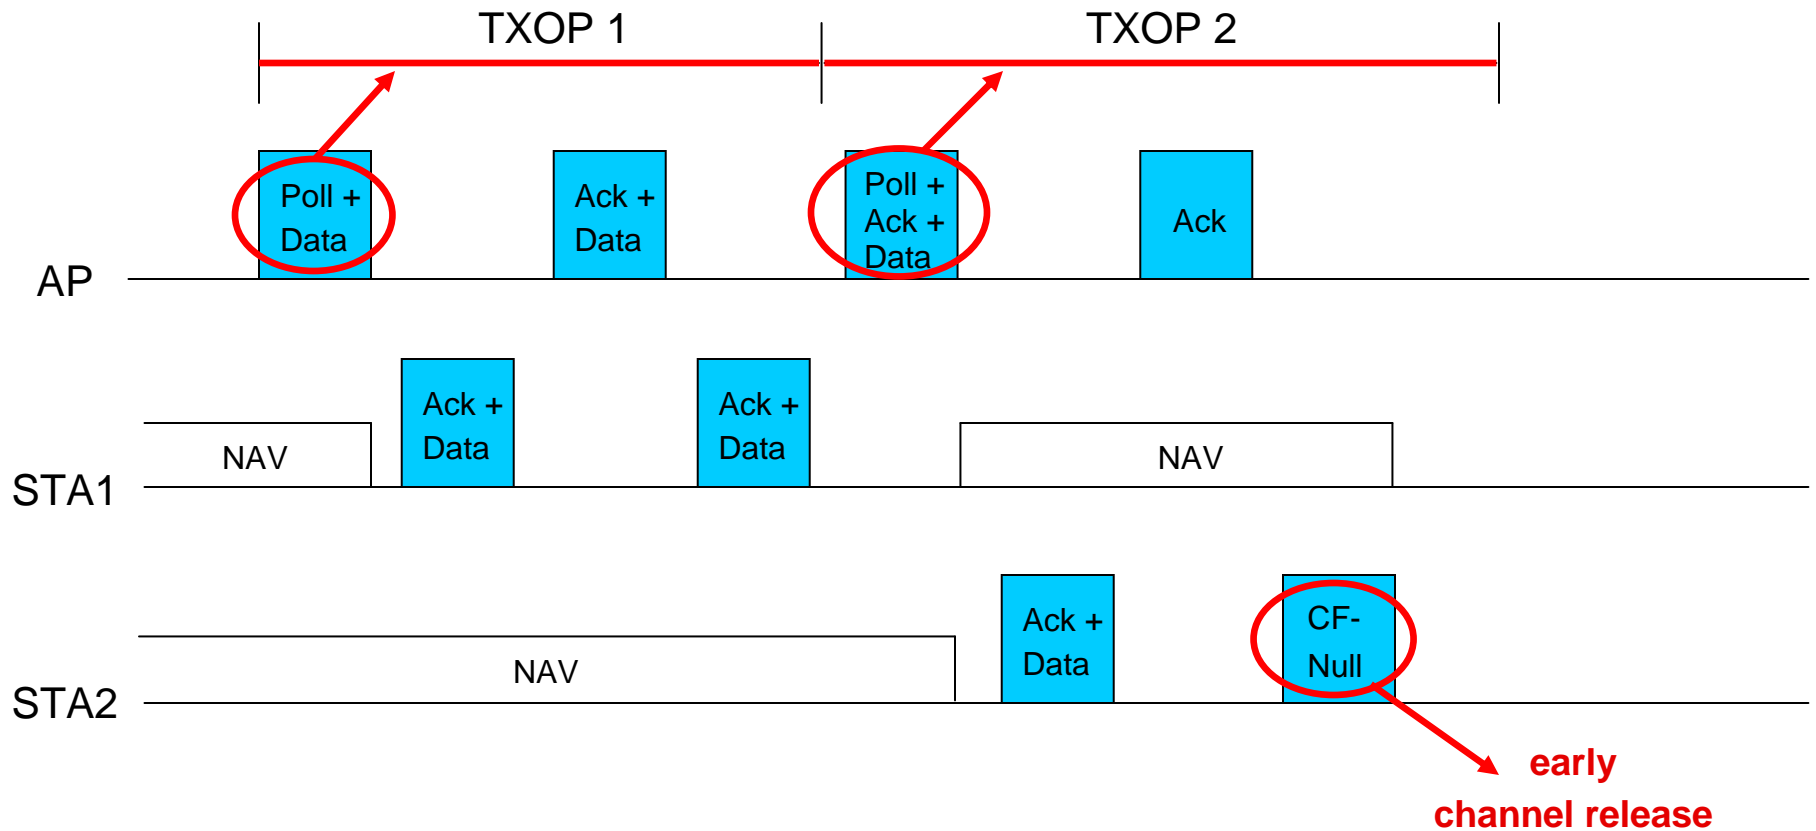 TXOP 1
TXOP 2
Poll +
Data
Ack +
Data
Poll +
Ack +
Data
Ack
AP
Ack +
Data
Ack +
Data
NAV
NAV
STA1
Ack +
Data
CF-
Null
NAV
STA2
early
channel release